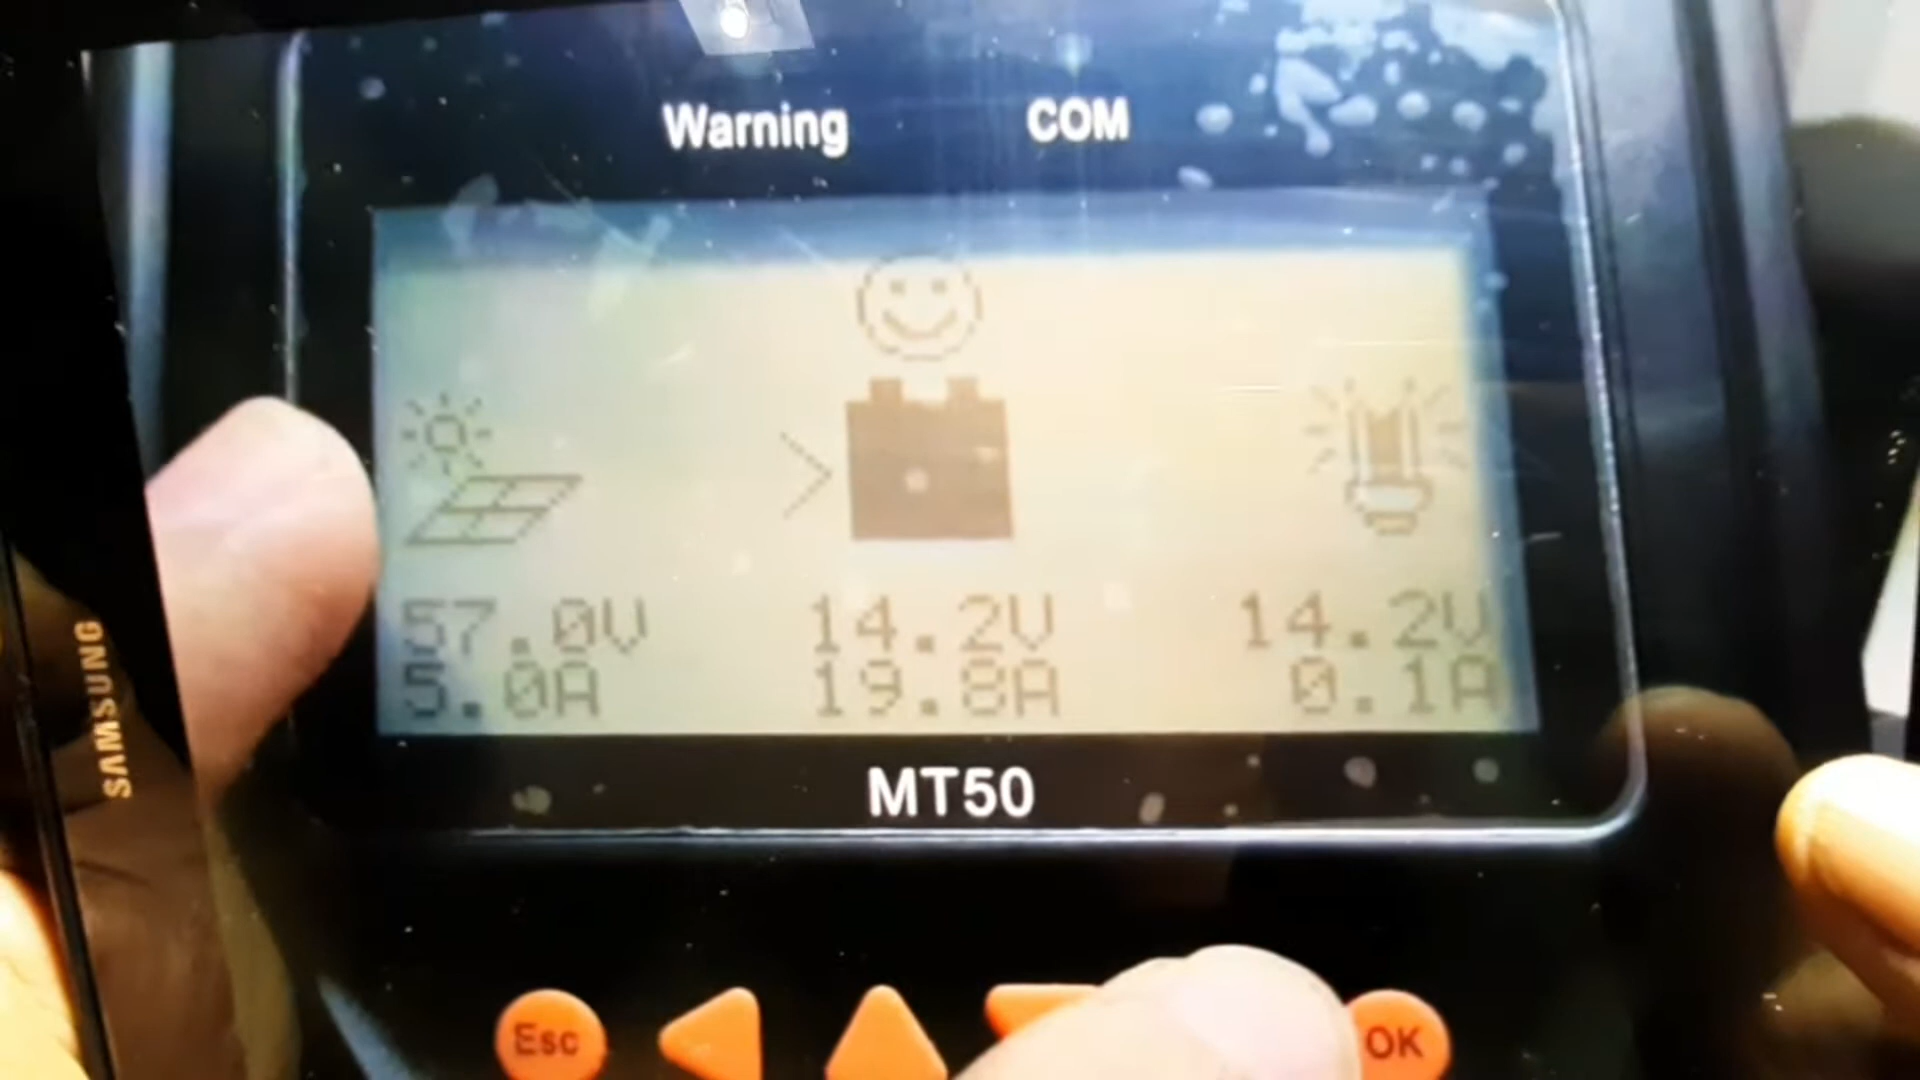 Warning COM
57.0V 14.2V 14.2V
5.0A 19.8A 0.1A
MT50
SAMSUNG
Esc OK